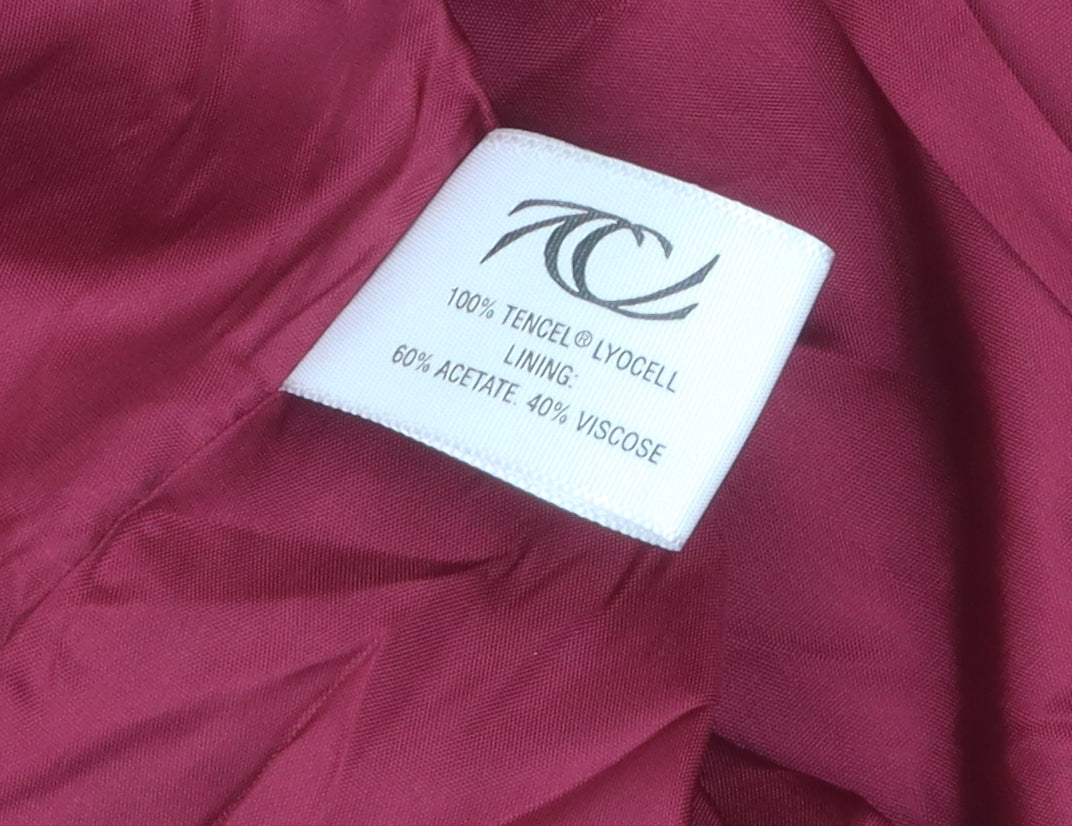 100% TENCEL® LYOCELL
LINING:
60% ACETATE. 40% VISCOSE